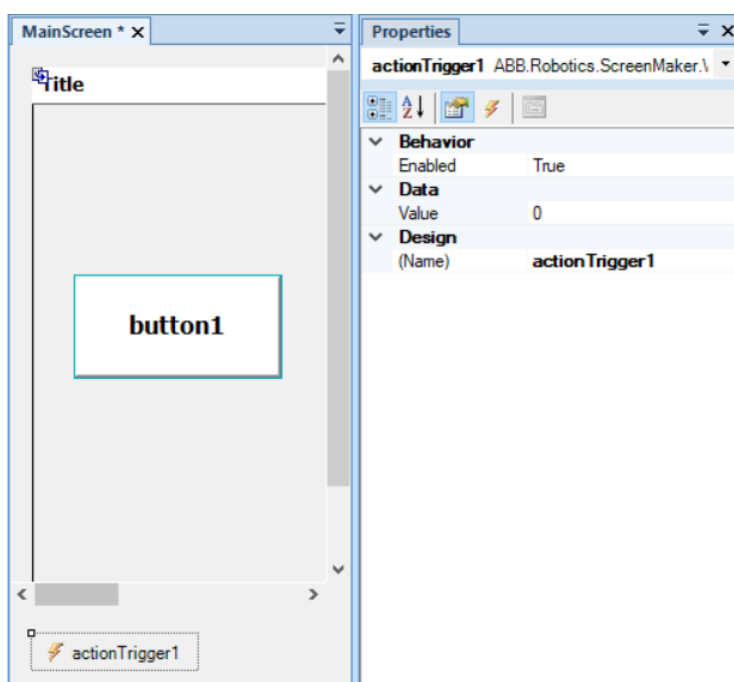 MainScreen *
Title
button1
actionTrigger1
Properties
actionTrigger1 ABB.Robotics.ScreenMaker.\
Behavior
Enabled True
Data
Value 0
Design
(Name) actionTrigger1